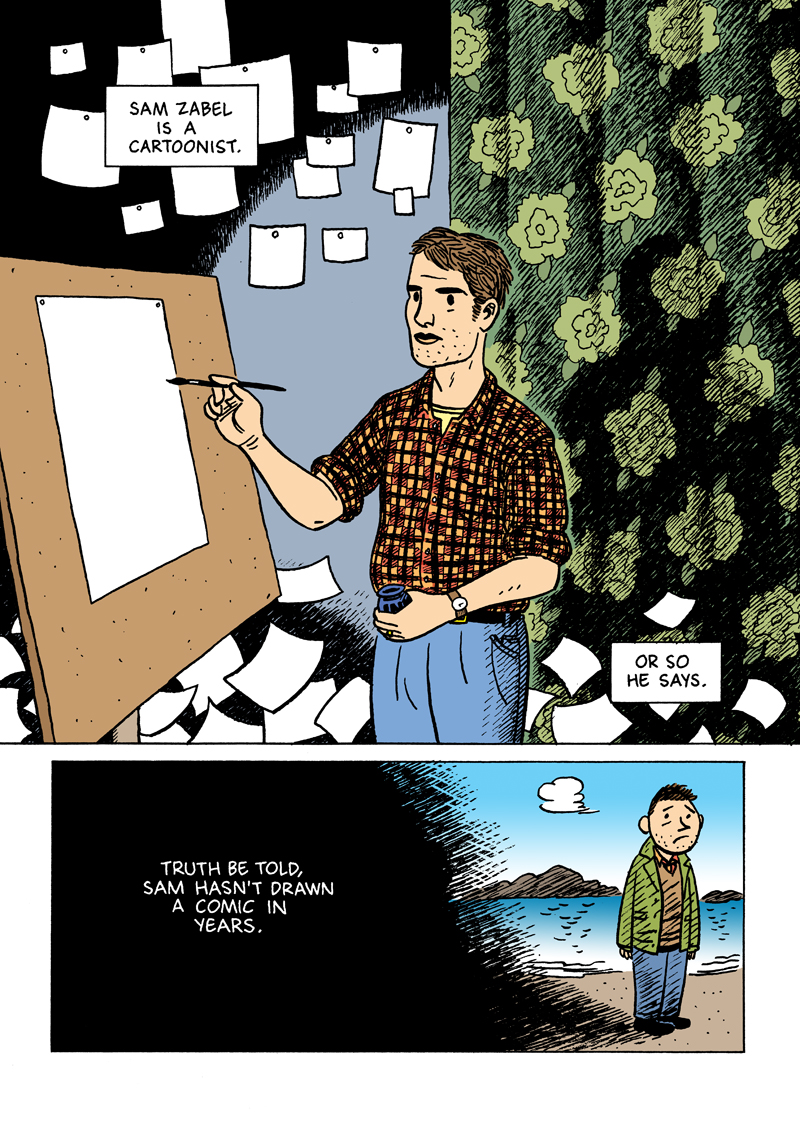 SAM ZABEL
IS A
CARTOONIST.
OR SO
HE SAYS.
TRUTH BE TOLD,
SAM HASN'T DRAWN
A COMIC IN
YEARS.